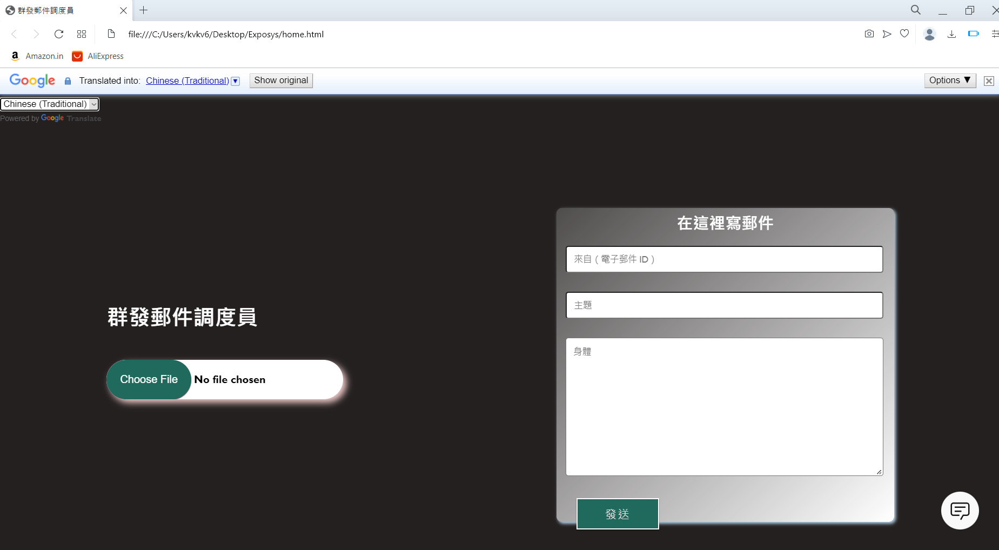 群發郵件調度員
file:///C:/Users/kvkv6/Desktop/Exposys/home.html
Amazon.in AliExpress
Google Translated into: Chinese (Traditional) ▼ Show original Options ▼
Chinese (Traditional)
Powered by Google Translate
在這裡寫郵件
來自（電子郵件 ID）
主題
身體
發送
群發郵件調度員
Choose File No file chosen